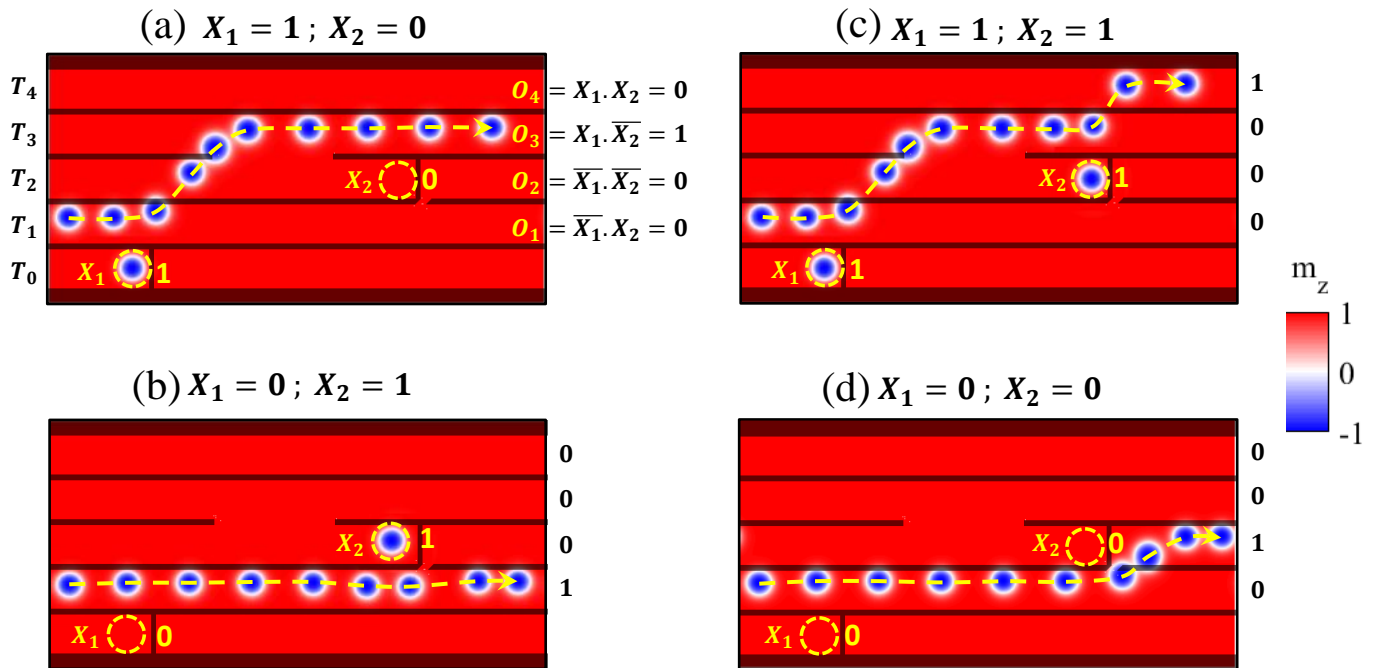 (a) X₁ = 1 ; X₂ = 0
T₄
O₄ = X₁.X₂ = 0
T₃
O₃ = X₁.X̅₂̅ = 1
T₂
X₂ 0
O₂ = X̅₁̅.X̅₂̅ = 0
T₁
O₁ = X̅₁̅.X₂ = 0
T₀
X₁ 1
(c) X₁ = 1 ; X₂ = 1
1
0
X₂ 1
0
0
X₁ 1
m_z
1
0
-1
(b) X₁ = 0 ; X₂ = 1
0
0
X₂ 1
0
1
X₁ 0
(d) X₁ = 0 ; X₂ = 0
0
0
X₂ 0
1
0
X₁ 0